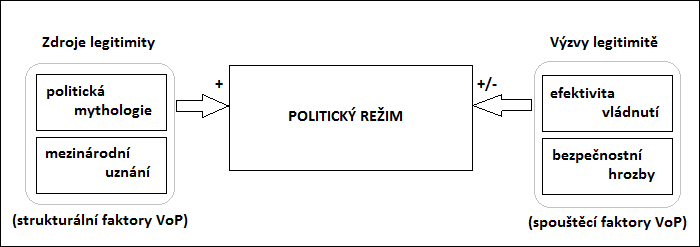 Zdroje legitimity
politická
mythologie
mezinárodní
uznání
(strukturální faktory VoP)
+
POLITICKÝ REŽIM
+/-
Výzvy legitimitě
efektivita
vládnutí
bezpečnostní
hrozby
(spouštěcí faktory VoP)